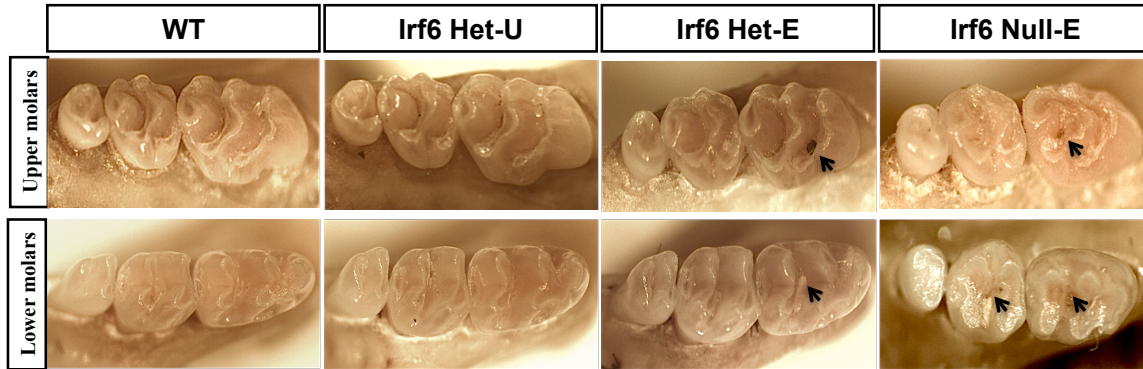 WT
Irf6 Het-U
Irf6 Het-E
Irf6 Null-E
Upper molars
Lower molars